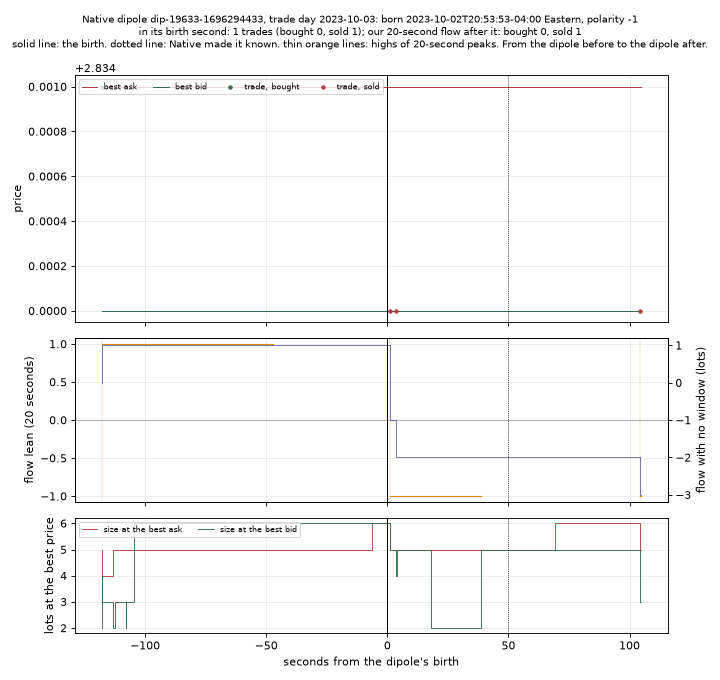 Native dipole dip-19633-1696294433, trade day 2023-10-03: born 2023-10-02T20:53:53-04:00 Eastern, polarity -1
in its birth second: 1 trades (bought 0, sold 1); our 20-second flow after it: bought 0, sold 1
solid line: the birth. dotted line: Native made it known. thin orange lines: highs of 20-second peaks. From the dipole before to the dipole after.
+2.834
best ask
best bid
trade, bought
trade, sold
0.0010
0.0008
0.0006
0.0004
0.0002
0.0000
price
1.0
0.5
0.0
−0.5
−1.0
flow lean (20 seconds)
1
0
−1
−2
−3
flow with no window (lots)
size at the best ask
size at the best bid
6
5
4
3
2
lots at the best price
−100
−50
0
50
100
seconds from the dipole's birth